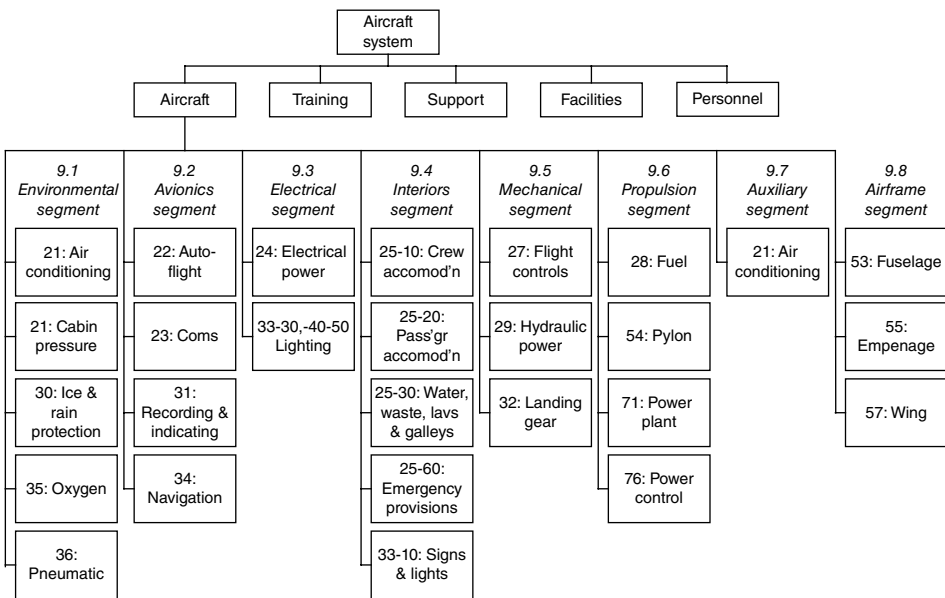 Aircraft
system
Aircraft
Training
Support
Facilities
Personnel
9.1
Environmental
segment
21: Air
conditioning
21: Cabin
pressure
30: Ice &
rain
protection
35: Oxygen
36:
Pneumatic
9.2
Avionics
segment
22: Auto-
flight
23: Coms
31:
Recording &
indicating
34:
Navigation
9.3
Electrical
segment
24: Electrical
power
33-30,-40-50
Lighting
9.4
Interiors
segment
25-10: Crew
accomod'n
25-20:
Pass'gr
accomod'n
25-30: Water,
waste, lavs
& galleys
25-60:
Emergency
provisions
33-10: Signs
& lights
9.5
Mechanical
segment
27: Flight
controls
29: Hydraulic
power
32: Landing
gear
9.6
Propulsion
segment
28: Fuel
54: Pylon
71: Power
plant
76: Power
control
9.7
Auxiliary
segment
21: Air
conditioning
9.8
Airframe
segment
53: Fuselage
55:
Empenage
57: Wing